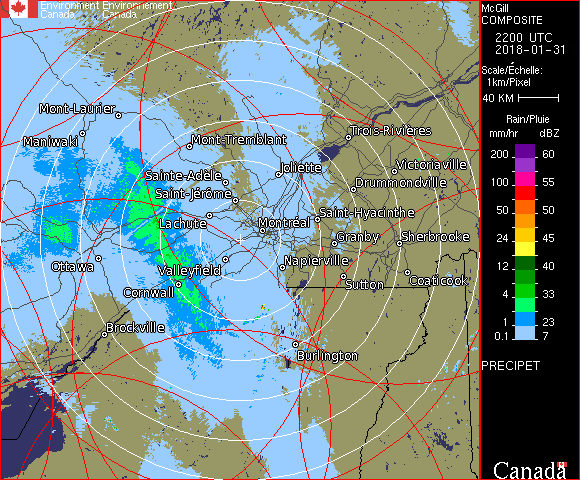 Environment Environnement
Canada Canada
McGill
COMPOSITE
2200 UTC
2018-01-31
Scale/Échelle:
1km/Pixel
40 KM
Rain/Pluie
mm/hr dBZ
200 60
150 57
100 55
50 50
24 45
12 40
4 33
1 23
0.1 7
PRECIPET
Canada
Mont-Laurier
Maniwaki
Mont-Tremblant
Trois-Rivières
Sainte-Adèle
Joliette
Victoriaville
Saint-Jérôme
Drummondville
Lachute
Montréal
Saint-Hyacinthe
Granby
Sherbrooke
Ottawa
Valleyfield
Napierville
Cornwall
Sutton
Coaticook
Brockville
Burlington